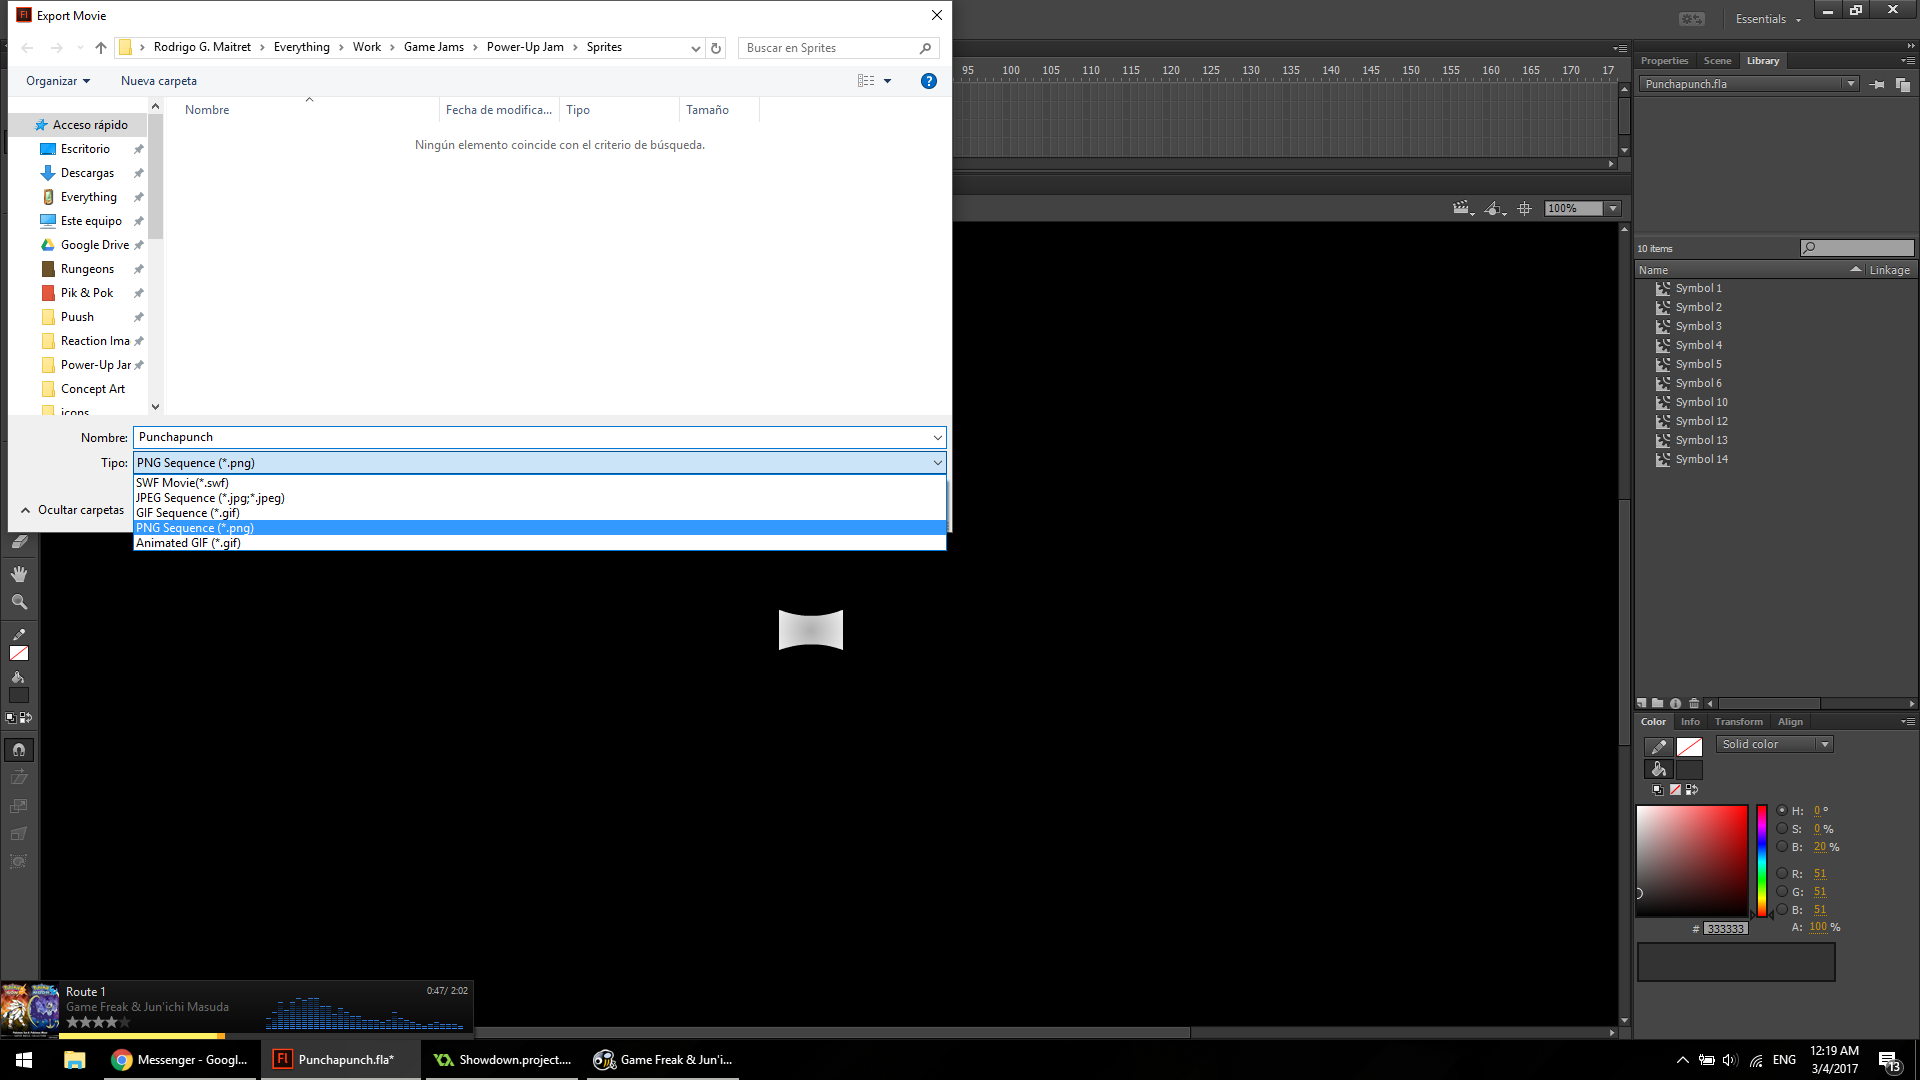 Fl Export Movie
Rodrigo G. Maitret > Everything > Work > Game Jams > Power-Up Jam > Sprites
Buscar en Sprites
Organizar
Nueva carpeta
?
Nombre
Fecha de modifica...
Tipo
Tamaño
Ningún elemento coincide con el criterio de búsqueda.
Acceso rápido
Escritorio
Descargas
Everything
Este equipo
Google Drive
Rungeons
Pik & Pok
Puush
Reaction Ima
Power-Up Jar
Concept Art
icons
Nombre: Punchapunch
Tipo: PNG Sequence (*.png)
SWF Movie(*.swf)
JPEG Sequence (*.jpg;*.jpeg)
GIF Sequence (*.gif)
PNG Sequence (*.png)
Animated GIF (*.gif)
Ocultar carpetas
Essentials
95 100 105 110 115 120 125 130 135 140 145 150 155 160 165 170 17
100%
Properties
Scene
Library
Punchapunch.fla
10 items
Name
Linkage
Symbol 1
Symbol 2
Symbol 3
Symbol 4
Symbol 5
Symbol 6
Symbol 10
Symbol 12
Symbol 13
Symbol 14
Color
Info
Transform
Align
Solid color
H: 0 °
S: 0 %
B: 20 %
R: 51
G: 51
B: 51
# 333333
A: 100 %
Route 1
0:47/ 2:02
Game Freak & Jun'ichi Masuda
Messenger - Googl...
Fl Punchapunch.fla*
Showdown.project....
Game Freak & Jun'i...
ENG
12:19 AM
3/4/2017
13